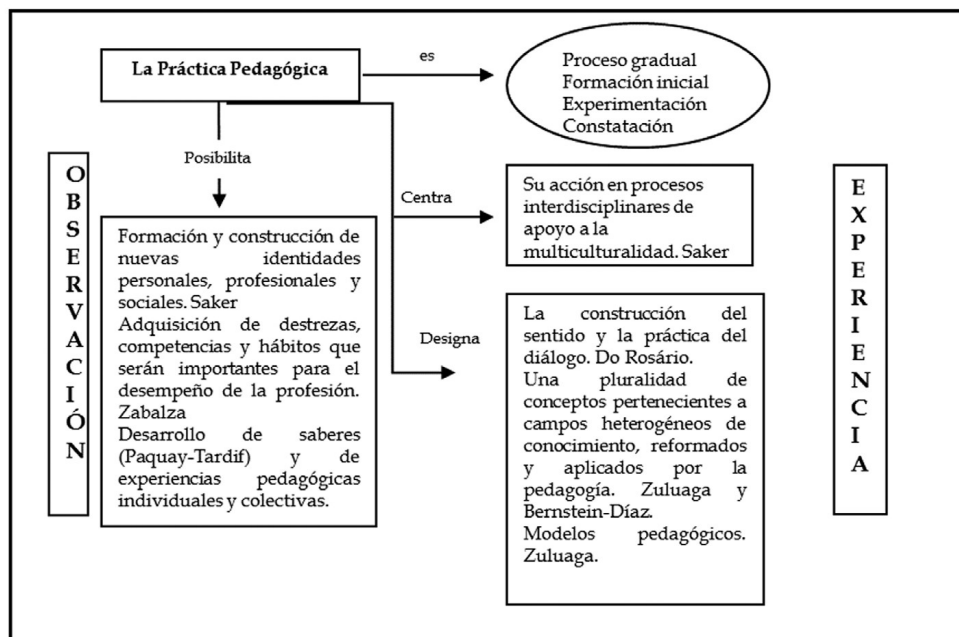 La Práctica Pedagógica
es
Proceso gradual
Formación inicial
Experimentación
Constatación
Posibilita
OBSERVACIÓN
Formación y construcción de
nuevas identidades
personales, profesionales y
sociales. Saker
Adquisición de destrezas,
competencias y hábitos que
serán importantes para el
desempeño de la profesión.
Zabalza
Desarrollo de saberes
(Paquay-Tardif) y de
experiencias pedagógicas
individuales y colectivas.
Centra
Su acción en procesos
interdisciplinares de
apoyo a la
multiculturalidad. Saker
Designa
La construcción del
sentido y la práctica del
diálogo. Do Rosário.
Una pluralidad de
conceptos pertenecientes a
campos heterogéneos de
conocimiento, reformados
y aplicados por la
pedagogía. Zuluaga y
Bernstein-Díaz.
Modelos pedagógicos.
Zuluaga.
EXPERIENCIA